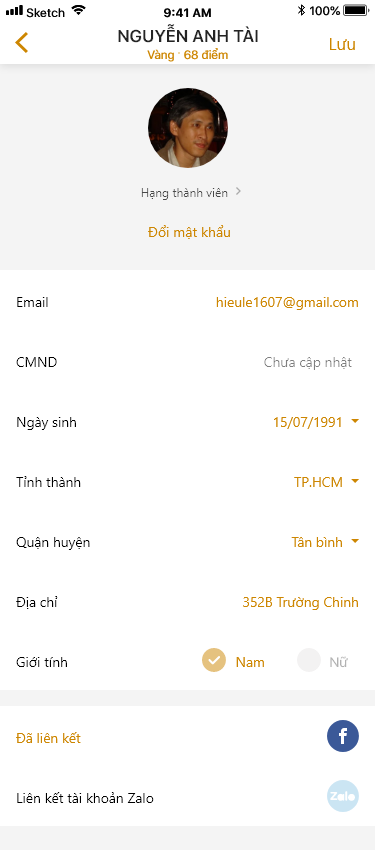 Sketch 9:41 AM 100%
NGUYỄN ANH TÀI
Lưu
Vàng · 68 điểm
Hạng thành viên
Đổi mật khẩu
Email hieule1607@gmail.com
CMND Chưa cập nhật
Ngày sinh 15/07/1991
Tỉnh thành TP.HCM
Quận huyện Tân bình
Địa chỉ 352B Trường Chinh
Giới tính Nam Nữ
Đã liên kết f
Liên kết tài khoản Zalo Zalo